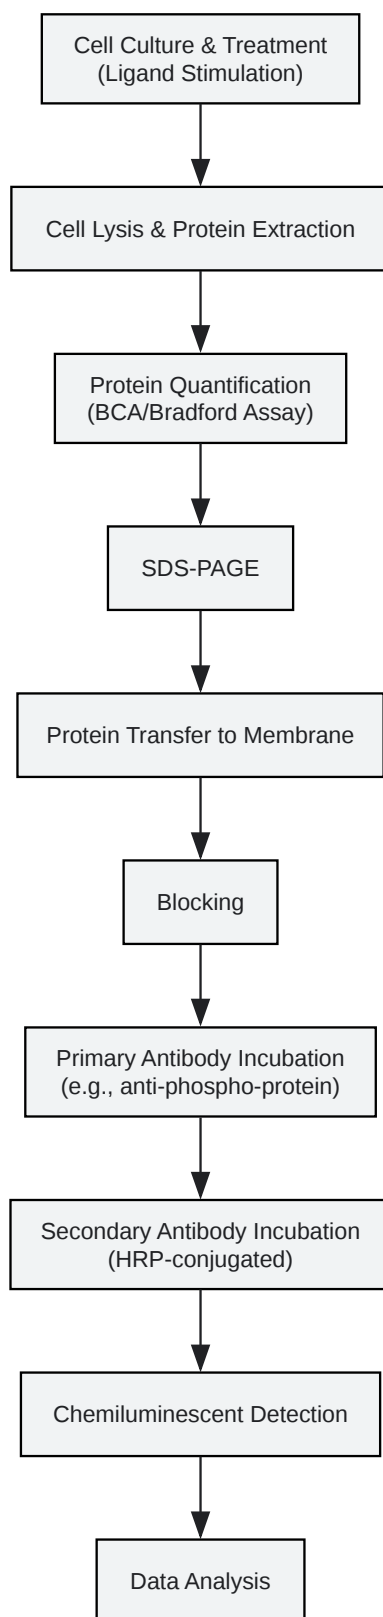 Cell Culture & Treatment
(Ligand Stimulation)
Cell Lysis & Protein Extraction
Protein Quantification
(BCA/Bradford Assay)
SDS-PAGE
Protein Transfer to Membrane
Blocking
Primary Antibody Incubation
(e.g., anti-phospho-protein)
Secondary Antibody Incubation
(HRP-conjugated)
Chemiluminescent Detection
Data Analysis